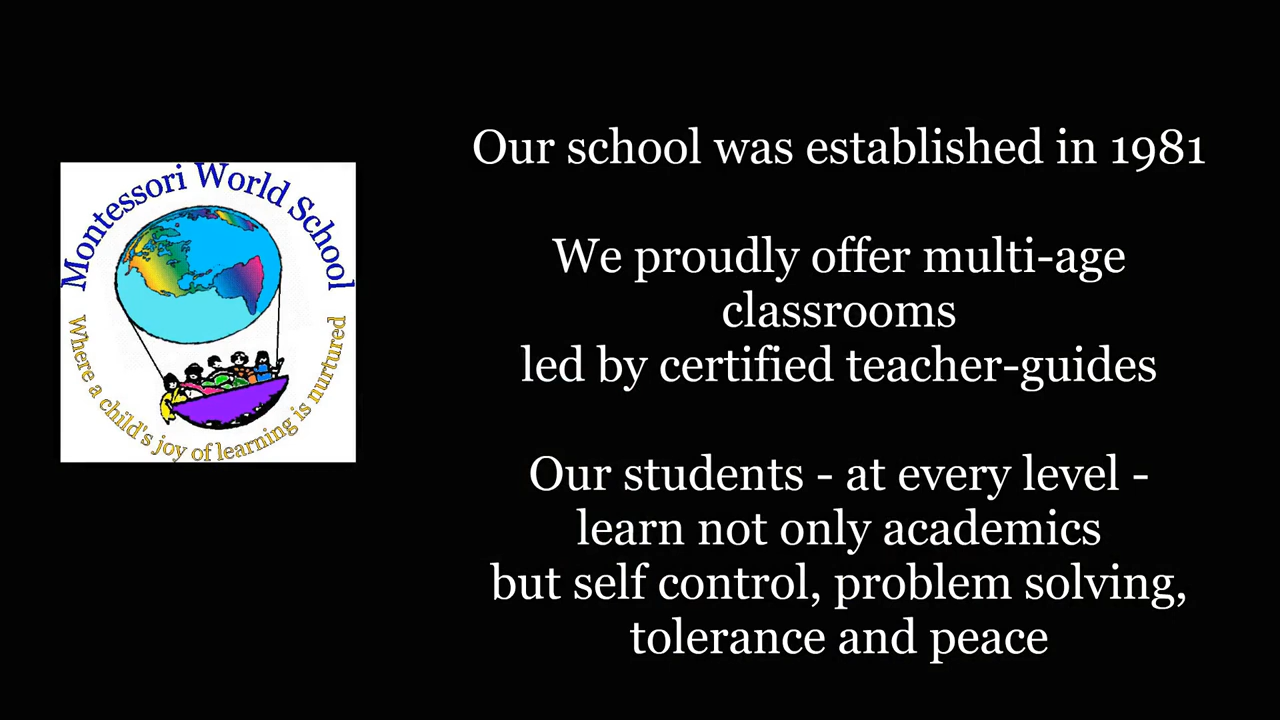 Montessori World School
Where a child's joy of learning is nurtured
Our school was established in 1981
We proudly offer multi-age
classrooms
led by certified teacher-guides
Our students - at every level -
learn not only academics
but self control, problem solving,
tolerance and peace